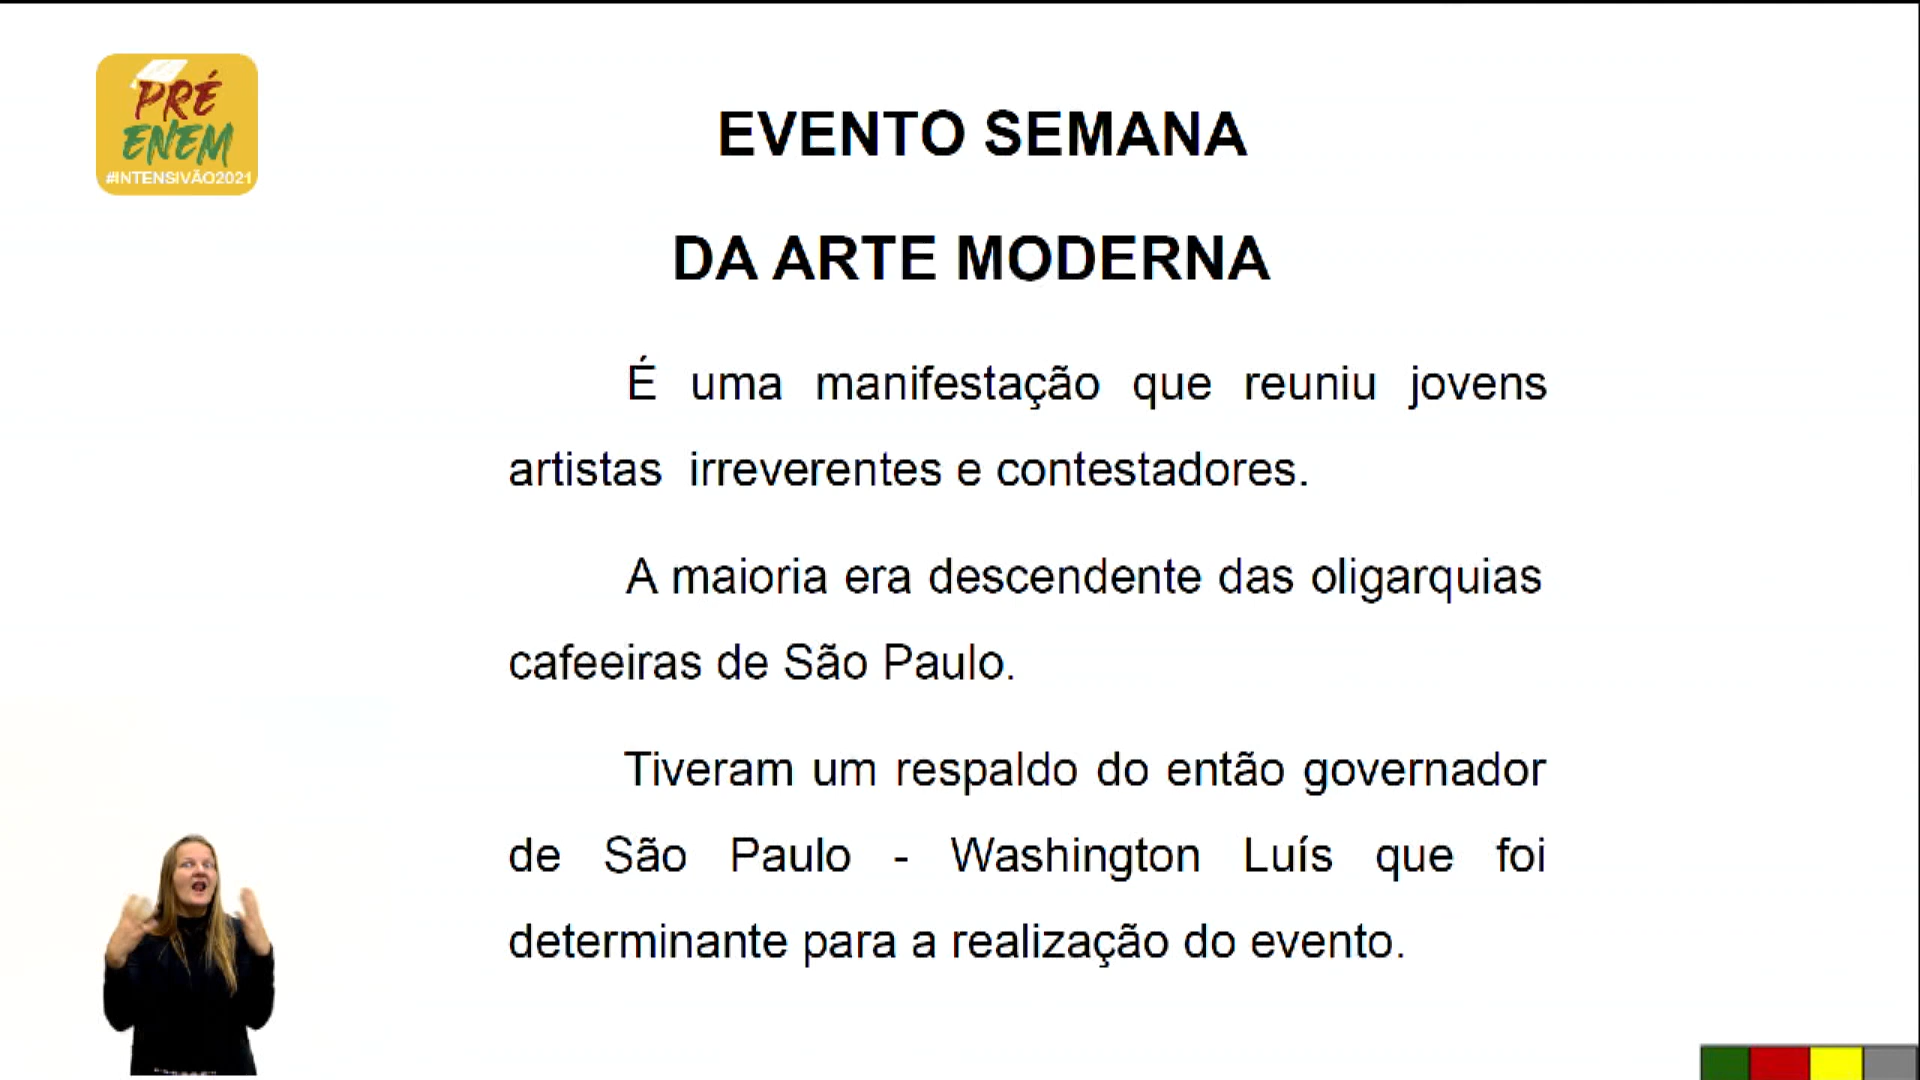 PRÉ
ENEM
#INTENSIVÃO2021
EVENTO SEMANA
DA ARTE MODERNA
É uma manifestação que reuniu jovens
artistas irreverentes e contestadores.
A maioria era descendente das oligarquias
cafeeiras de São Paulo.
Tiveram um respaldo do então governador
de São Paulo - Washington Luís que foi
determinante para a realização do evento.